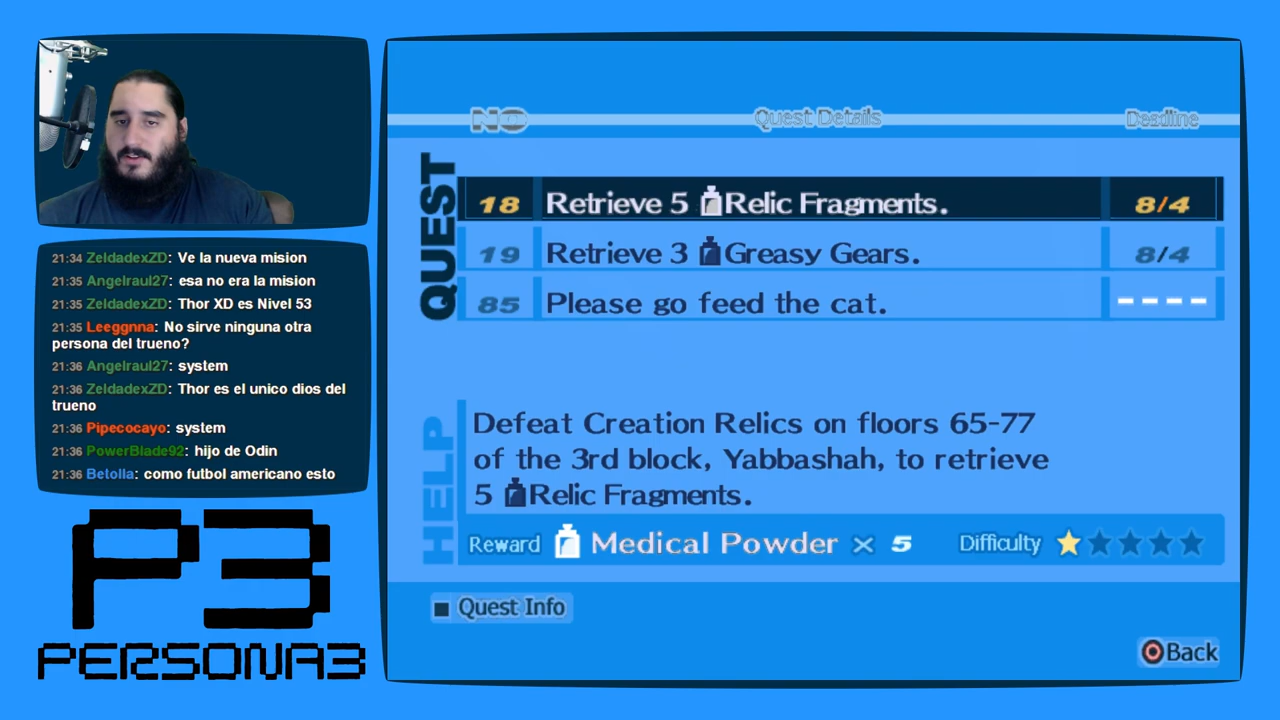 21:34 ZeldadexZD: Ve la nueva mision
21:35 Angelraul27: esa no era la mision
21:35 ZeldadexZD: Thor XD es Nivel 53
21:35 Leeggnna: No sirve ninguna otra
persona del trueno?
21:36 Angelraul27: system
21:36 ZeldadexZD: Thor es el unico dios del
trueno
21:36 Pipecocayo: system
21:36 PowerBlade92: hijo de Odin
21:36 Betolla: como futbol americano esto
P3
PERSONA3
NO Quest Details Deadline
QUEST
18 Retrieve 5 Relic Fragments. 8/4
19 Retrieve 3 Greasy Gears. 8/4
85 Please go feed the cat. ----
HELP
Defeat Creation Relics on floors 65-77
of the 3rd block, Yabbashah, to retrieve
5 Relic Fragments.
Reward Medical Powder × 5 Difficulty
Quest Info
Back